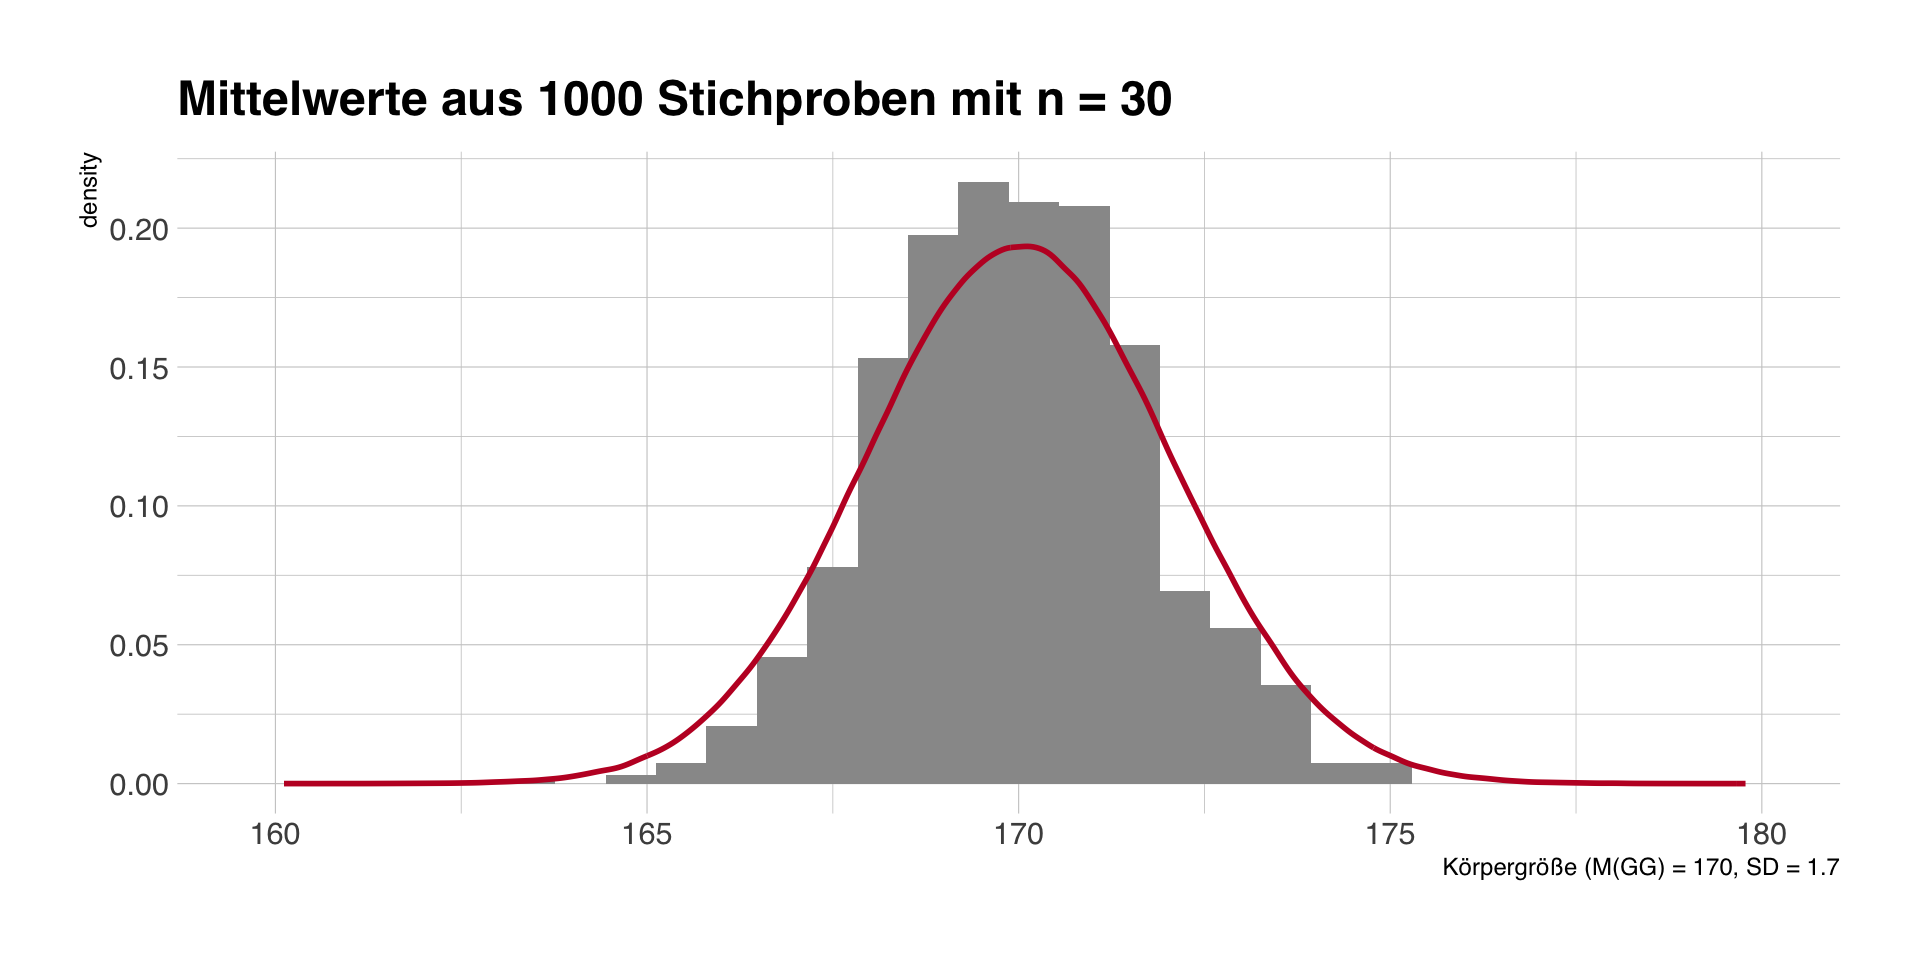 Mittelwerte aus 1000 Stichproben mit n = 30
density
0.20
0.15
0.10
0.05
0.00
160 165 170 175 180
Körpergröße (M(GG) = 170, SD = 1.7